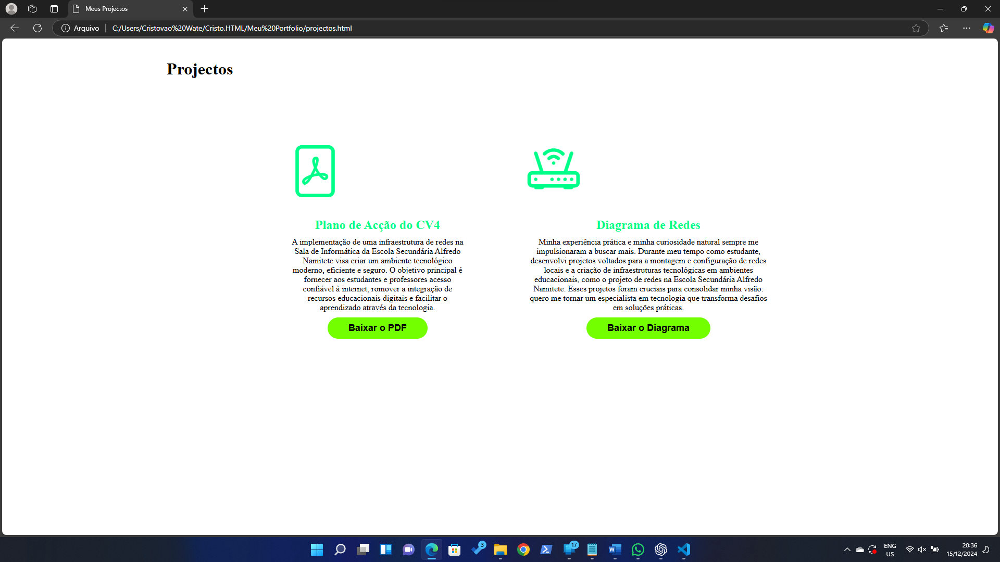 Meus Projectos
Arquivo
C:/Users/Cristovao%20Wate/Cristo.HTML/Meu%20Portfolio/projectos.html
Projectos
Plano de Acção do CV4
A implementação de uma infraestrutura de redes na
Sala de Informática da Escola Secundária Alfredo
Namitete visa criar um ambiente tecnológico
moderno, eficiente e seguro. O objetivo principal é
fornecer aos estudantes e professores acesso
confiável à internet, romover a integração de
recursos educacionais digitais e facilitar o
aprendizado através da tecnologia.
Baixar o PDF
Diagrama de Redes
Minha experiência prática e minha curiosidade natural sempre me
impulsionaram a buscar mais. Durante meu tempo como estudante,
desenvolvi projetos voltados para a montagem e configuração de redes
locais e a criação de infraestruturas tecnológicas em ambientes
educacionais, como o projeto de redes na Escola Secundária Alfredo
Namitete. Esses projetos foram cruciais para consolidar minha visão:
quero me tornar um especialista em tecnologia que transforma desafios
em soluções práticas.
Baixar o Diagrama
3
17
W
ENG
US
20:36
15/12/2024